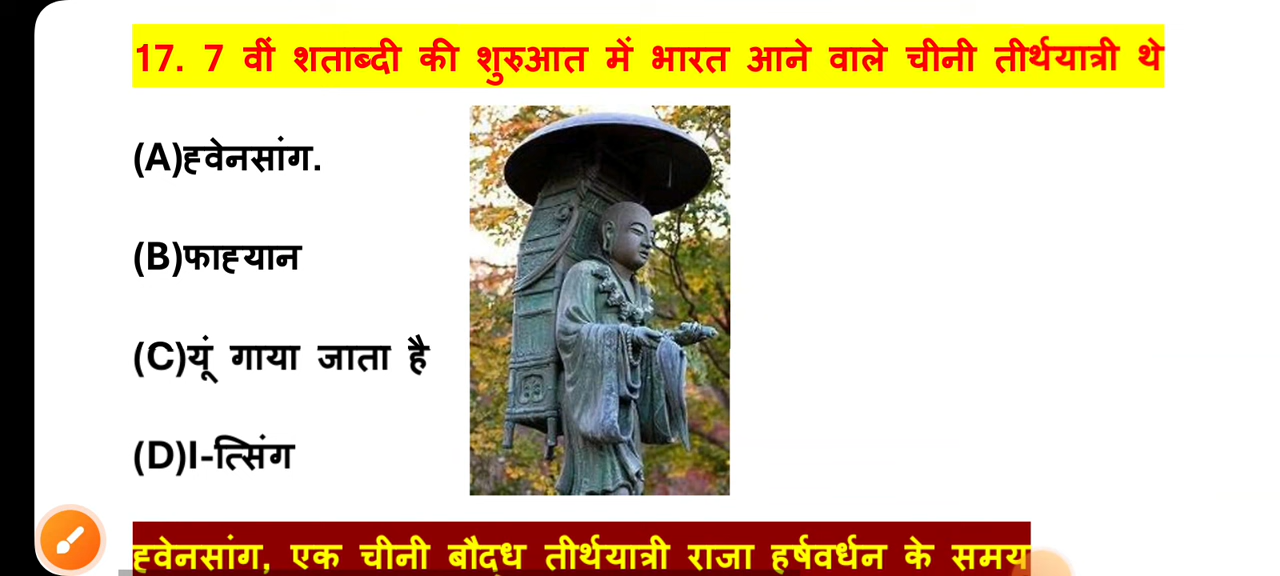 17. 7 वीं शताब्दी की शुरुआत में भारत आने वाले चीनी तीर्थयात्री थे
(A)ह्वेनसांग.
(B)फाह्यान
(C)यूं गाया जाता है
(D)I-त्सिंग
ह्वेनसांग, एक चीनी बौद्ध तीर्थयात्री राजा हर्षवर्धन के समय